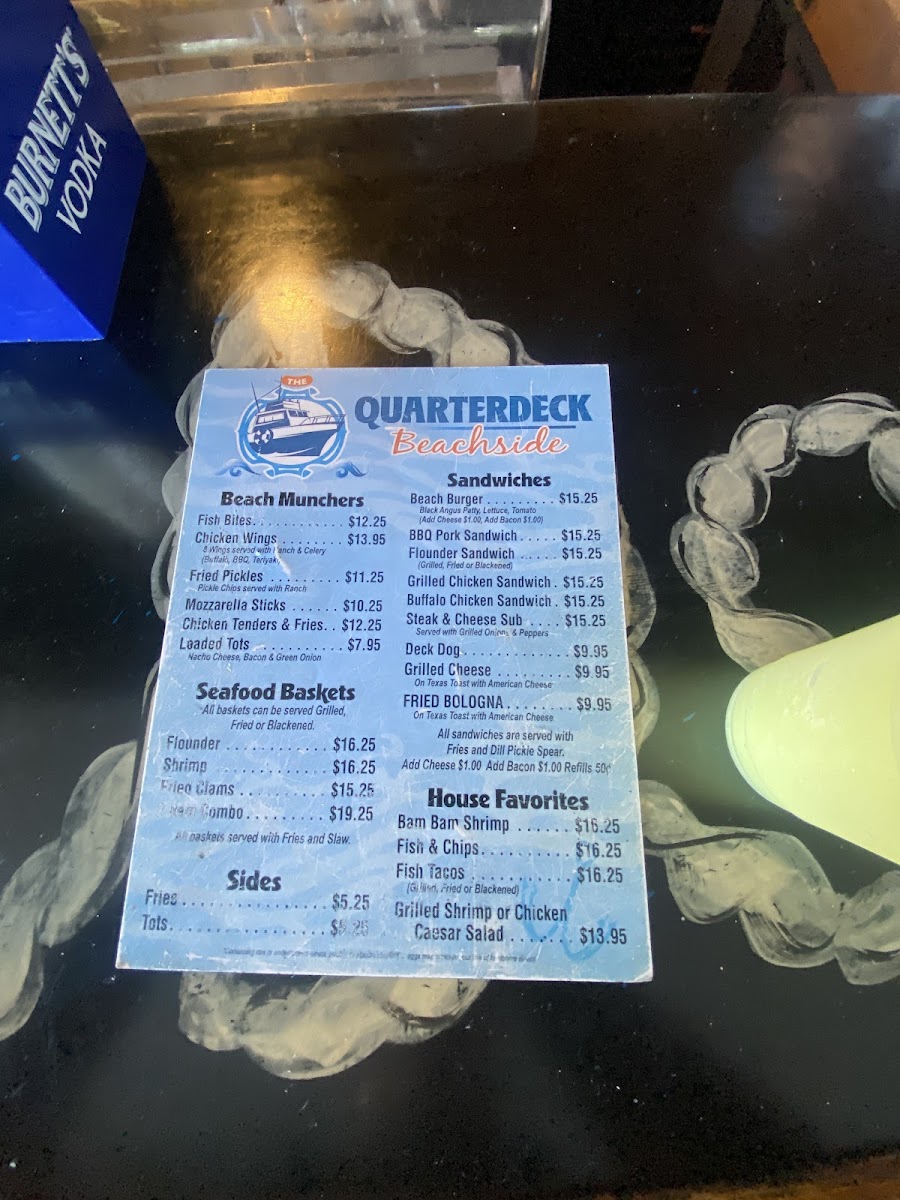 BURNETT'S
VODKA
THE
QUARTERDECK
Beachside
Beach Munchers
Fish Bites. . . . . . . . . . . . $12.25
Chicken Wings . . . . . . . . $13.95
8 Wings served with Ranch & Celery
(Buffalo, BBQ, Teriyaki)
Fried Pickles . . . . . . . . . $11.25
Pickle Chips served with Ranch
Mozzarella Sticks . . . . . . $10.25
Chicken Tenders & Fries. . $12.25
Loaded Tots . . . . . . . . . . $7.95
Nacho Cheese, Bacon & Green Onion
Seafood Baskets
All baskets can be served Grilled,
Fried or Blackened.
Flounder . . . . . . . . . . . $16.25
Shrimp . . . . . . . . . . . . $16.25
Fried Clams . . . . . . . . . $15.25
Combo . . . . . . . . . $19.25
All baskets served with Fries and Slaw.
Sides
Fries . . . . . . . . . . . . . . . $5.25
Tots. . . . . . . . . . . . . . . . $5.25
Sandwiches
Beach Burger . . . . . . . . . $15.25
Black Angus Patty, Lettuce, Tomato
(Add Cheese $1.00, Add Bacon $1.00)
BBQ Pork Sandwich . . . . . $15.25
Flounder Sandwich . . . . . $15.25
(Grilled, Fried or Blackened)
Grilled Chicken Sandwich . $15.25
Buffalo Chicken Sandwich . $15.25
Steak & Cheese Sub . . . . . $15.25
Served with Grilled Onions & Peppers
Deck Dog . . . . . . . . . . . . $9.95
Grilled Cheese . . . . . . . . . $9.95
On Texas Toast with American Cheese
FRIED BOLOGNA . . . . . . . . $9.95
On Texas Toast with American Cheese
All sandwiches are served with
Fries and Dill Pickle Spear.
Add Cheese $1.00 Add Bacon $1.00 Refills 50¢
House Favorites
Bam Bam Shrimp . . . . . . $16.25
Fish & Chips. . . . . . . . . . $16.25
Fish Tacos . . . . . . . . . . . $16.25
(Grilled, Fried or Blackened)
Grilled Shrimp or Chicken
Caesar Salad . . . . . . . $13.95